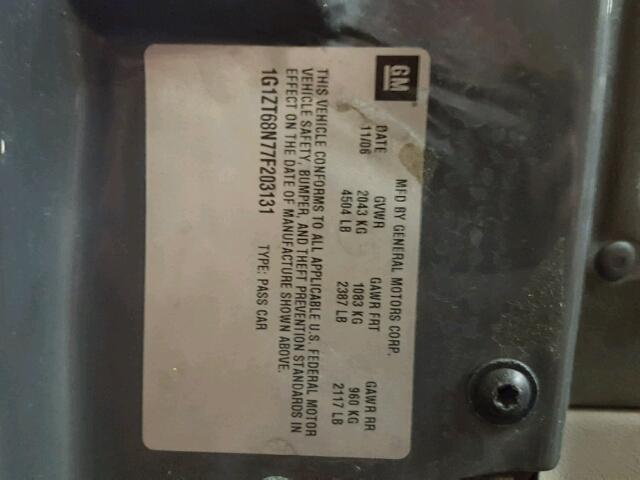 GM
MFD BY GENERAL MOTORS CORP.
DATE GVWR GAWR FRT GAWR RR
11/06 2043 KG 1083 KG 960 KG
4504 LB 2387 LB 2117 LB
THIS VEHICLE CONFORMS TO ALL APPLICABLE U.S. FEDERAL MOTOR
VEHICLE SAFETY, BUMPER, AND THEFT PREVENTION STANDARDS IN
EFFECT ON THE DATE OF MANUFACTURE SHOWN ABOVE.
1G1ZT68N77F203131 TYPE: PASS CAR